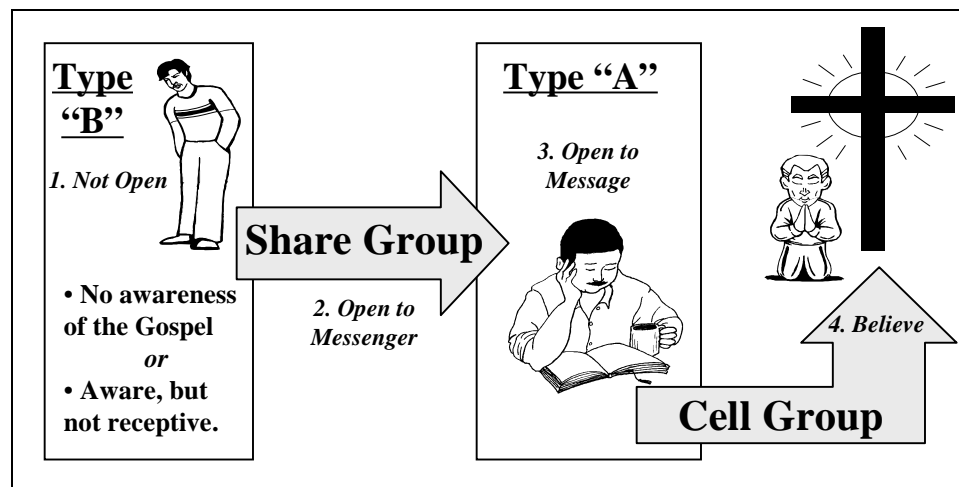 Type
“B”
1. Not Open
• No awareness
of the Gospel
or
• Aware, but
not receptive.
Share Group
2. Open to
Messenger
Type “A”
3. Open to
Message
Cell Group
4. Believe